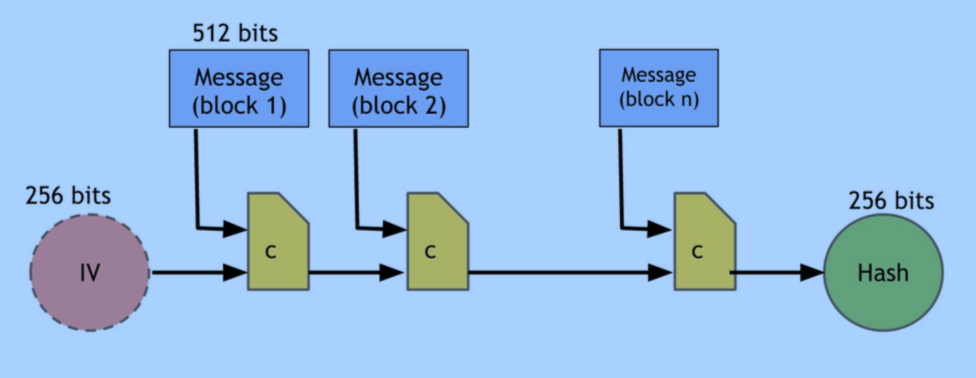 512 bits
Message
(block 1)
Message
(block 2)
Message
(block n)
256 bits
IV
c
c
c
256 bits
Hash